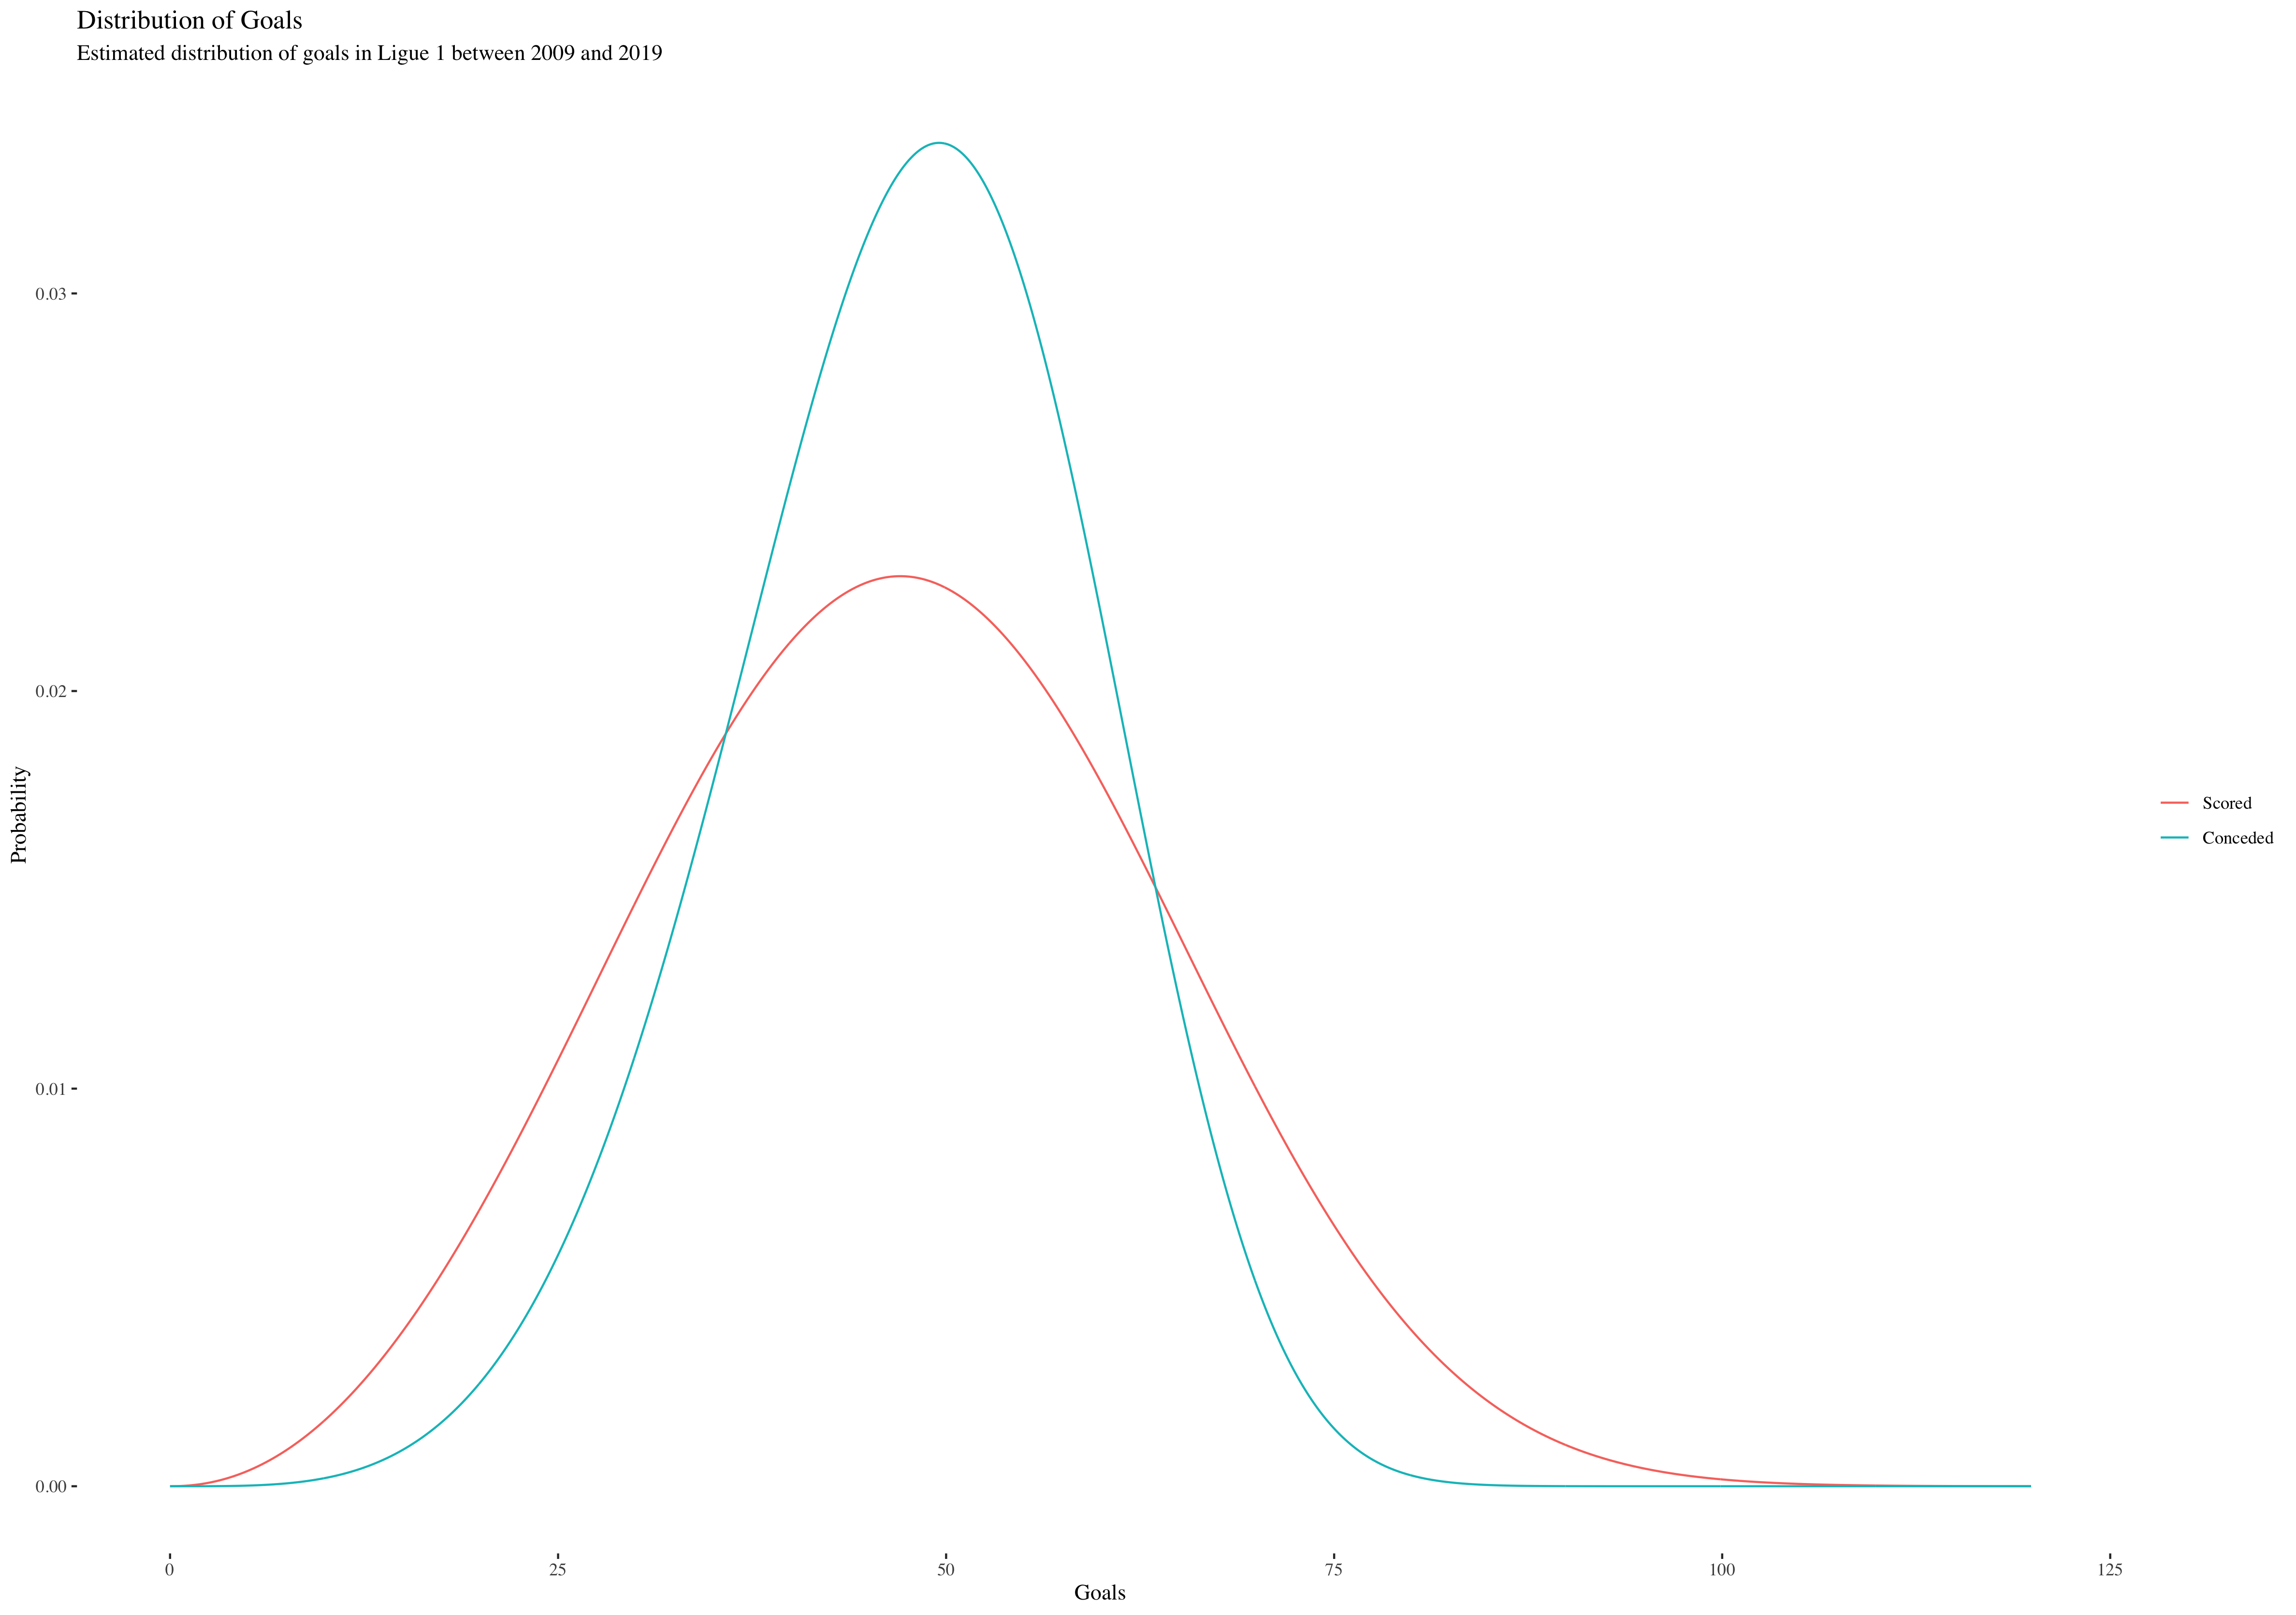 Distribution of Goals
Estimated distribution of goals in Ligue 1 between 2009 and 2019
0.03
0.02
0.01
0.00
Probability
Scored
Conceded
0 25 50 75 100 125
Goals